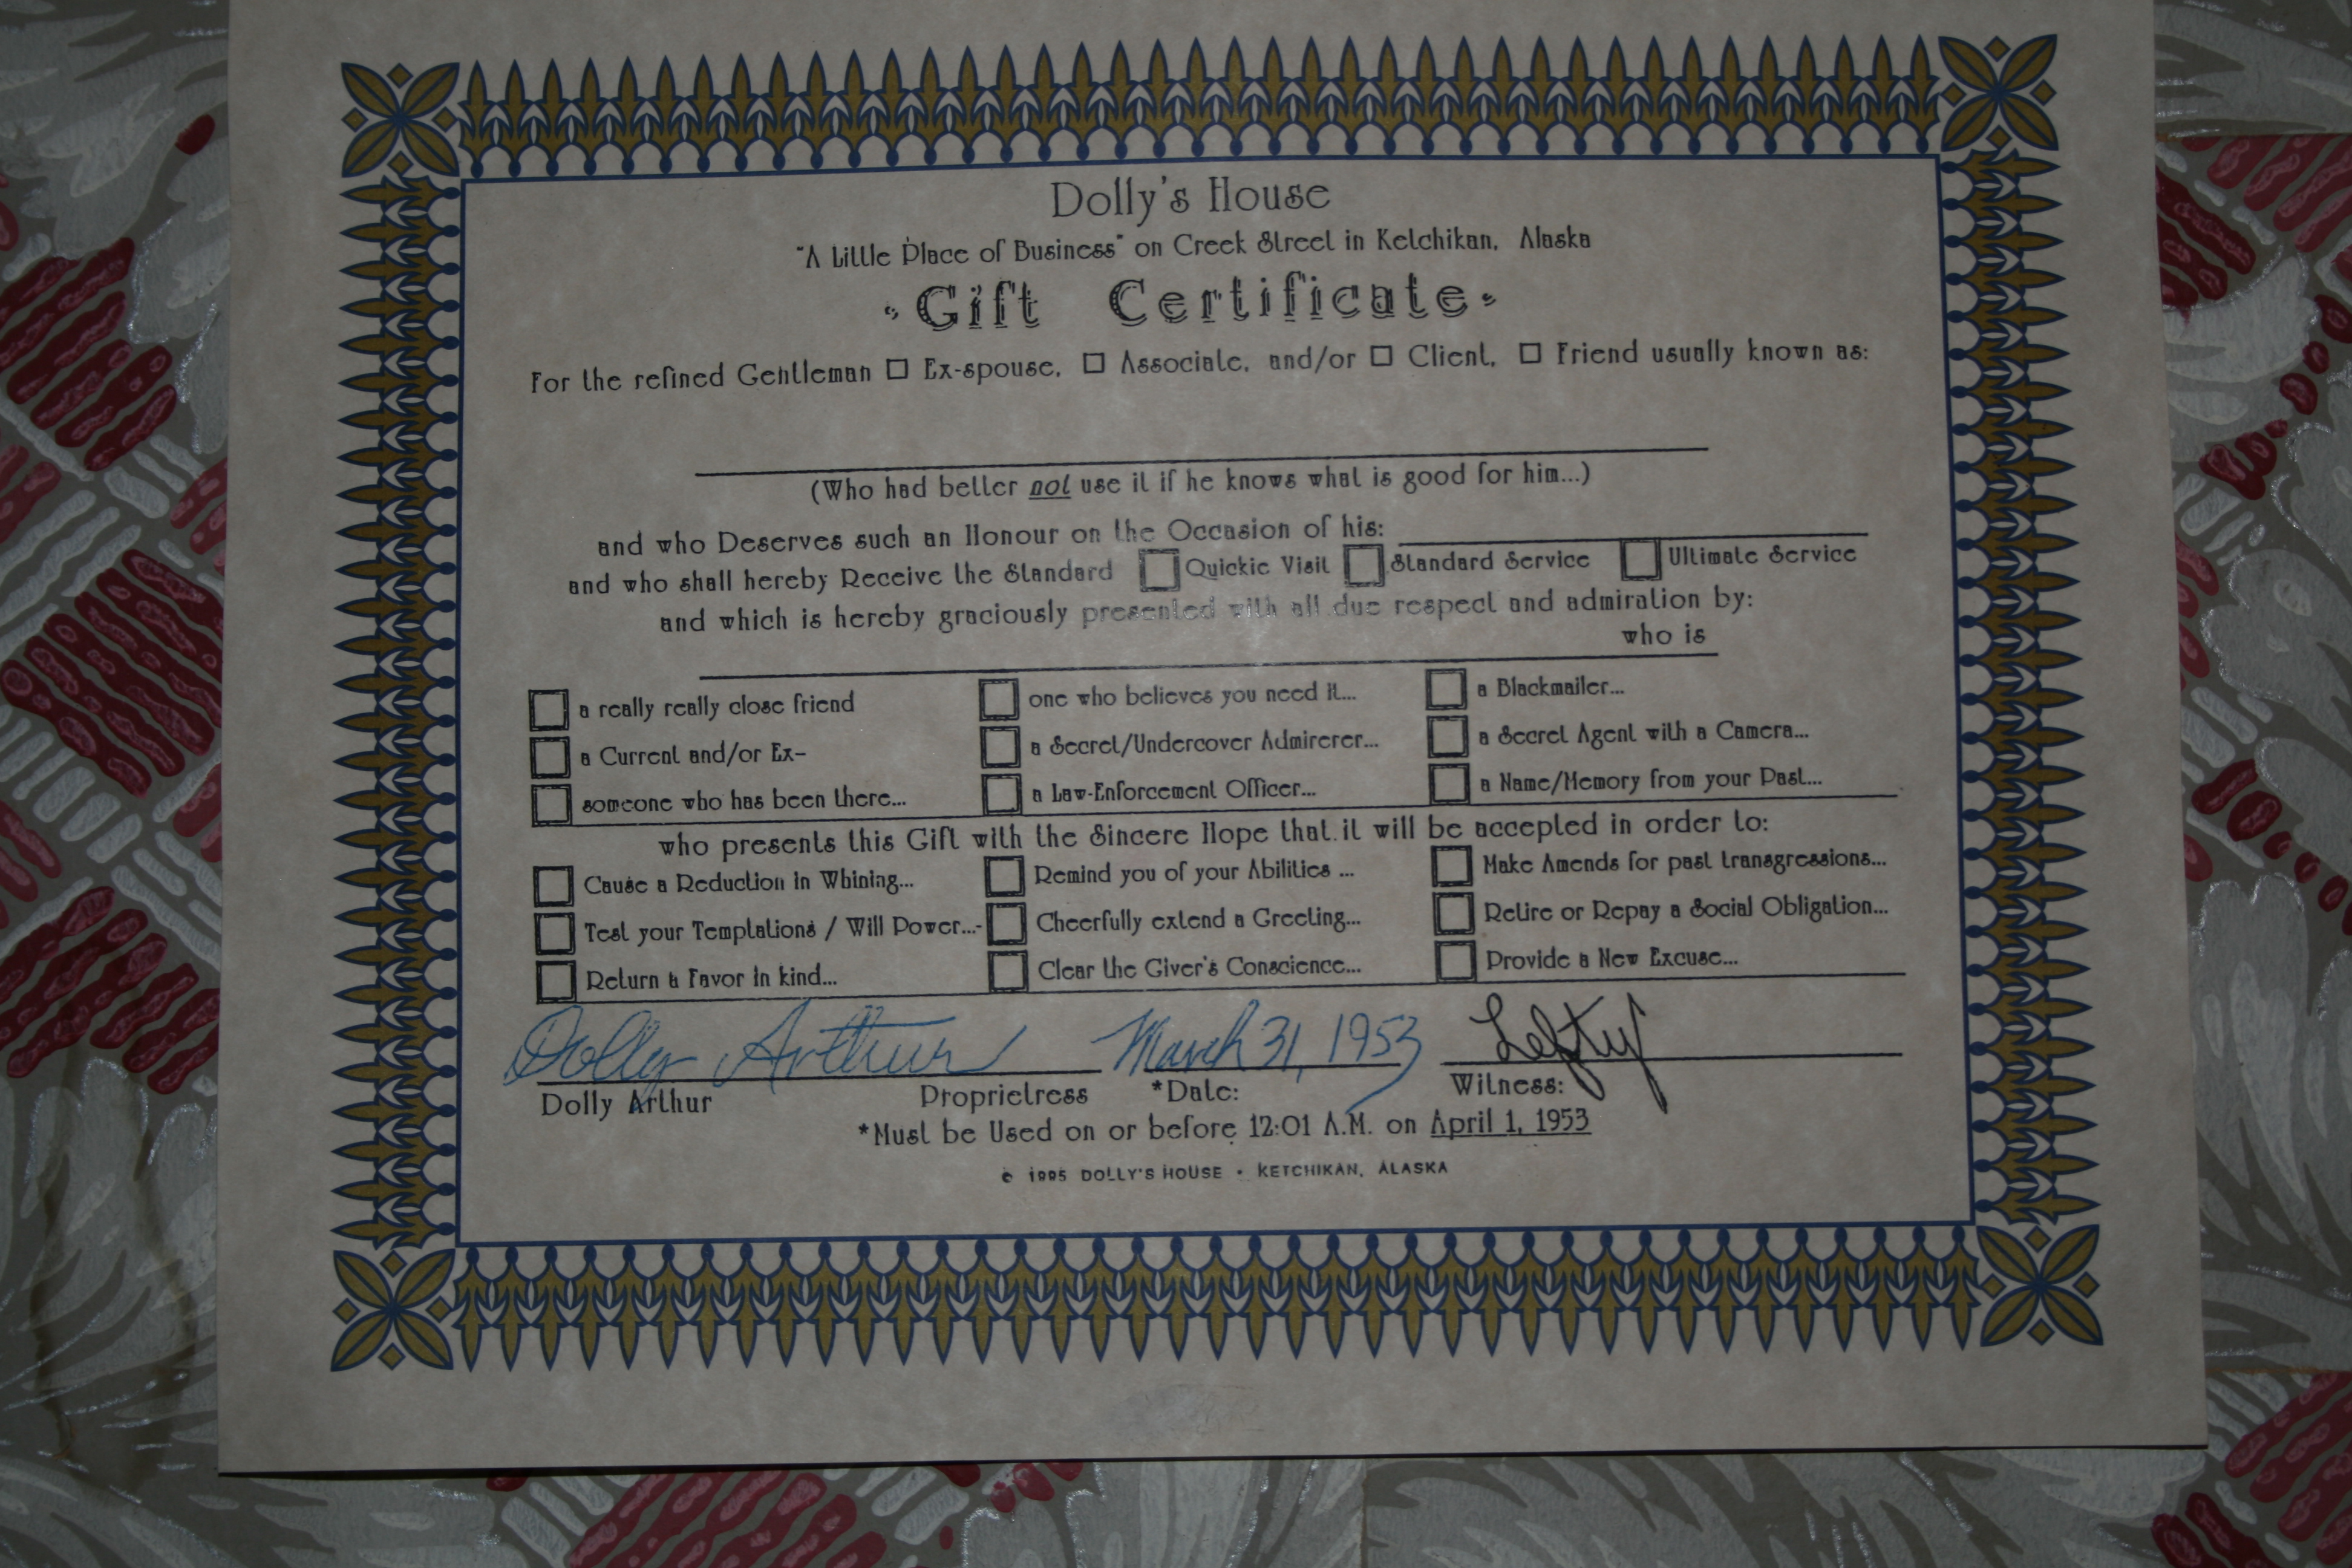 Dolly's House
"A Little Place of Business" on Creek Street in Ketchikan, Alaska
Gift Certificate
For the refined Gentleman □ Ex-spouse, □ Associate, and/or □ Client, □ Friend usually known as:
(Who had better not use it if he knows what is good for him...)
and who Deserves such an Honour on the Occasion of his:
and who shall hereby Receive the Standard □ Quickie Visit □ Standard Service □ Ultimate Service
and which is hereby graciously presented with all due respect and admiration by:
who is
□ a really really close friend □ one who believes you need it... □ a Blackmailer...
□ a Current and/or Ex- □ a Secret/Undercover Admirerer... □ a Secret Agent with a Camera...
□ someone who has been there... □ a Law-Enforcement Officer... □ a Name/Memory from your Past...
who presents this Gift with the Sincere Hope that it will be accepted in order to:
□ Cause a Reduction in Whining... □ Remind you of your Abilities ... □ Make Amends for past transgressions...
□ Test your Temptations / Will Power...- □ Cheerfully extend a Greeting... □ Retire or Repay a Social Obligation...
□ Return a Favor in kind... □ Clear the Giver's Conscience... □ Provide a New Excuse...
Dolly Arthur March 31, 1953 Lefty
Dolly Arthur Proprietress *Date: Witness:
*Must be Used on or before 12:01 A.M. on April 1, 1953
© 1995 DOLLY'S HOUSE • KETCHIKAN, ALASKA